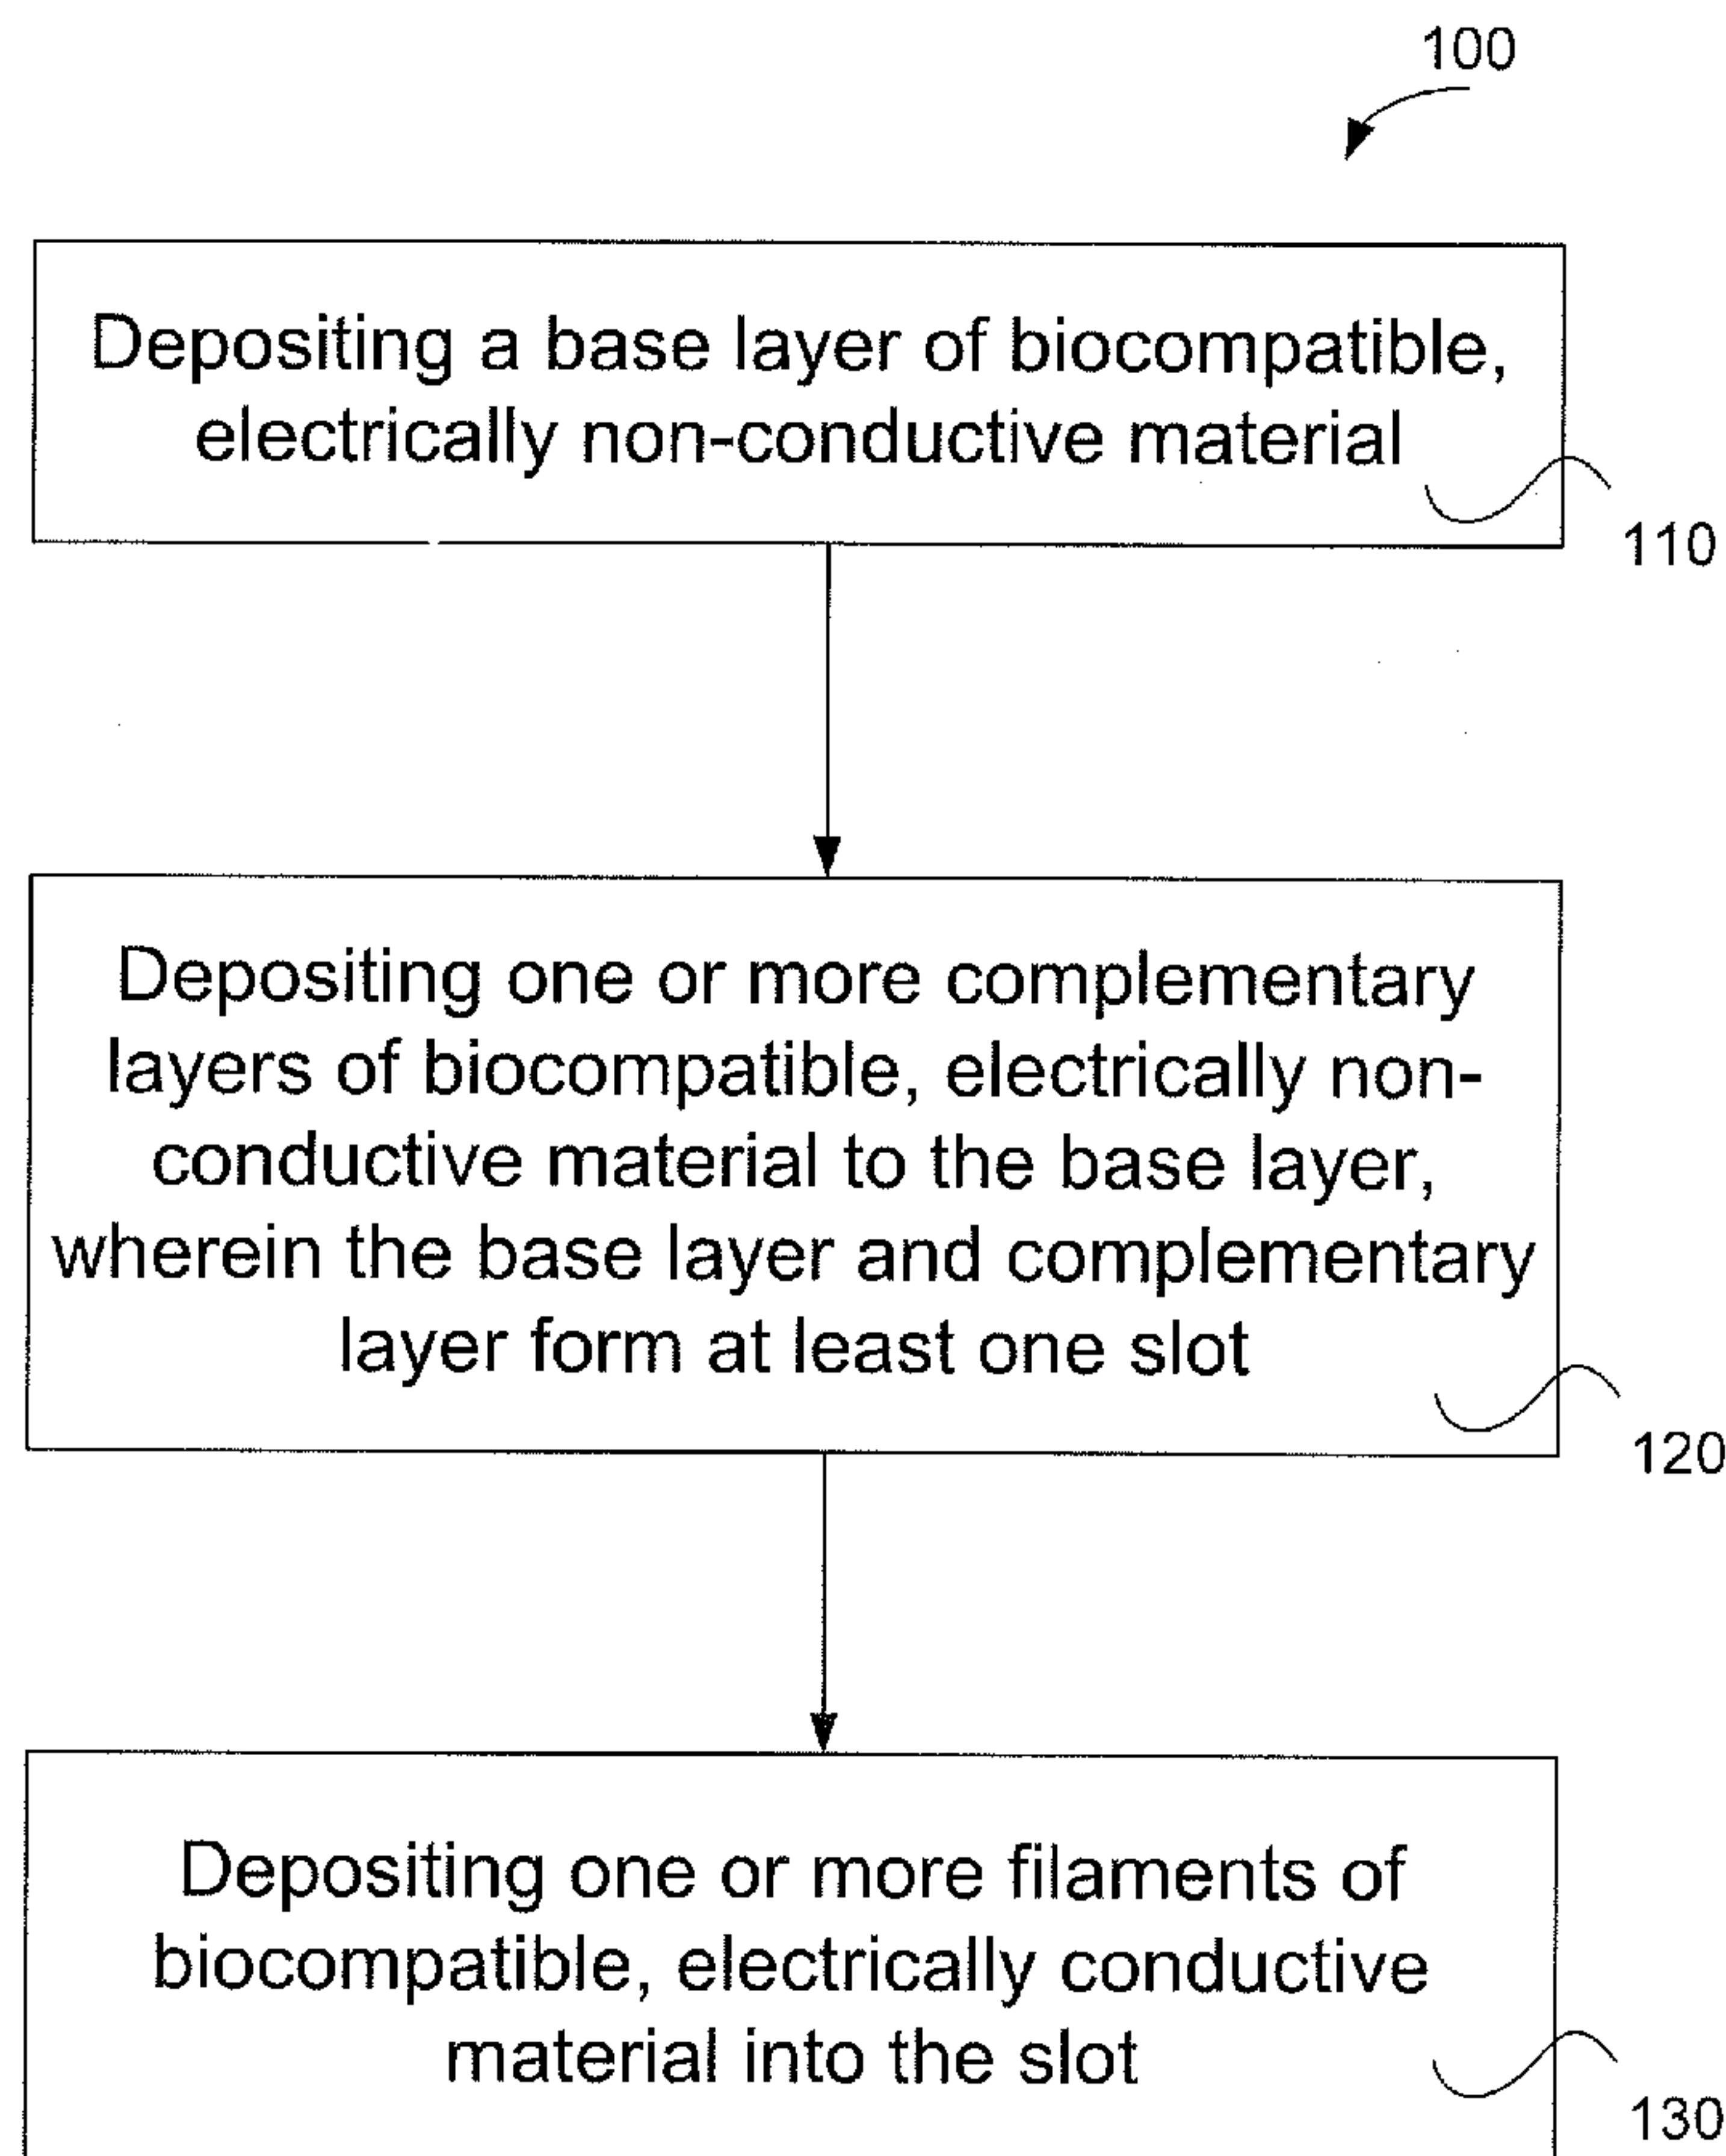 100
Depositing a base layer of biocompatible,
electrically non-conductive material
110
Depositing one or more complementary
layers of biocompatible, electrically non-
conductive material to the base layer,
wherein the base layer and complementary
layer form at least one slot
120
Depositing one or more filaments of
biocompatible, electrically conductive
material into the slot
130